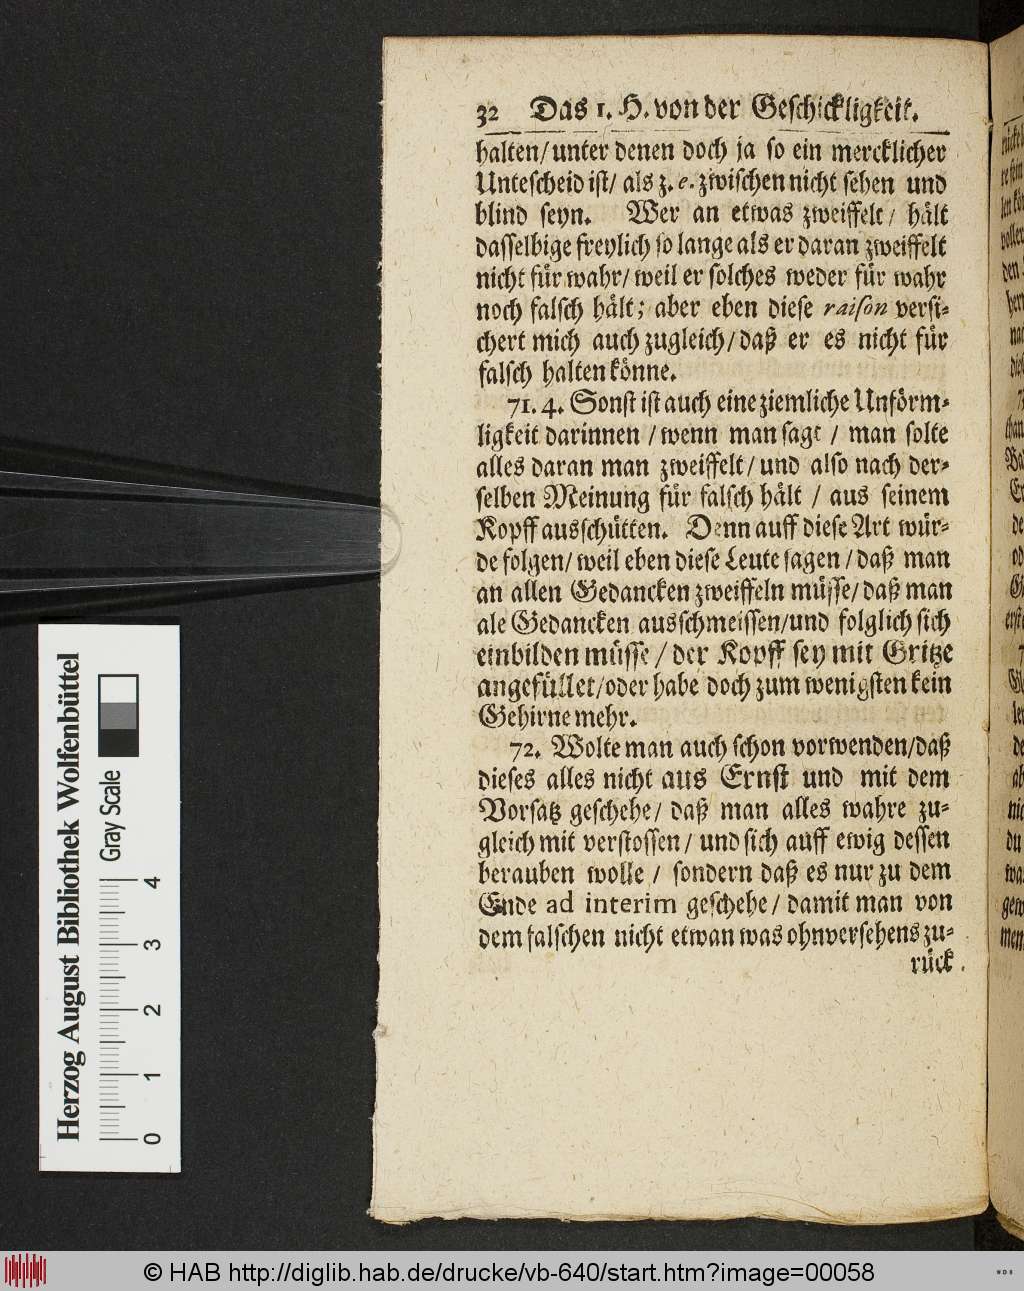 32 Das 1. H. von der Geschickligkeit.
halten/ unter denen doch ja so ein mercklicher
Untescheid ist/ als z. e. zwischen nicht sehen und
blind seyn. Wer an etwas zweiffelt/ hält
dasselbige freylich so lange als er daran zweiffelt
nicht für wahr/ weil er solches weder für wahr
noch falsch hält; aber eben diese raison versi-
chert mich auch zugleich/ daß er es nicht für
falsch halten könne.
71. 4. Sonst ist auch eine ziemliche Unförm-
ligkeit darinnen / wenn man sagt / man solte
alles daran man zweiffelt/ und also nach der-
selben Meinung für falsch hält / aus seinem
Kopff ausschütten. Denn auff diese Art wür-
de folgen/ weil eben diese Leute sagen / daß man
an allen Gedancken zweiffeln müsse/ daß man
ale Gedancken ausschmeissen/und folglich sich
einbilden müsse / der Kopff sey mit Gritze
angefüllet/oder habe doch zum wenigsten kein
Gehirne mehr.
72. Wolte man auch schon vorwenden/daß
dieses alles nicht aus Ernst und mit dem
Vorsatz geschehe/ daß man alles wahre zu-
gleich mit verstossen/ und sich auff ewig dessen
berauben wolle / sondern daß es nur zu dem
Ende ad interim geschehe/ damit man von
dem falschen nicht etwan was ohnversehens zu-
rück
Herzog August Bibliothek Wolfenbüttel
Gray Scale
0 1 2 3 4
© HAB http://diglib.hab.de/drucke/vb-640/start.htm?image=00058